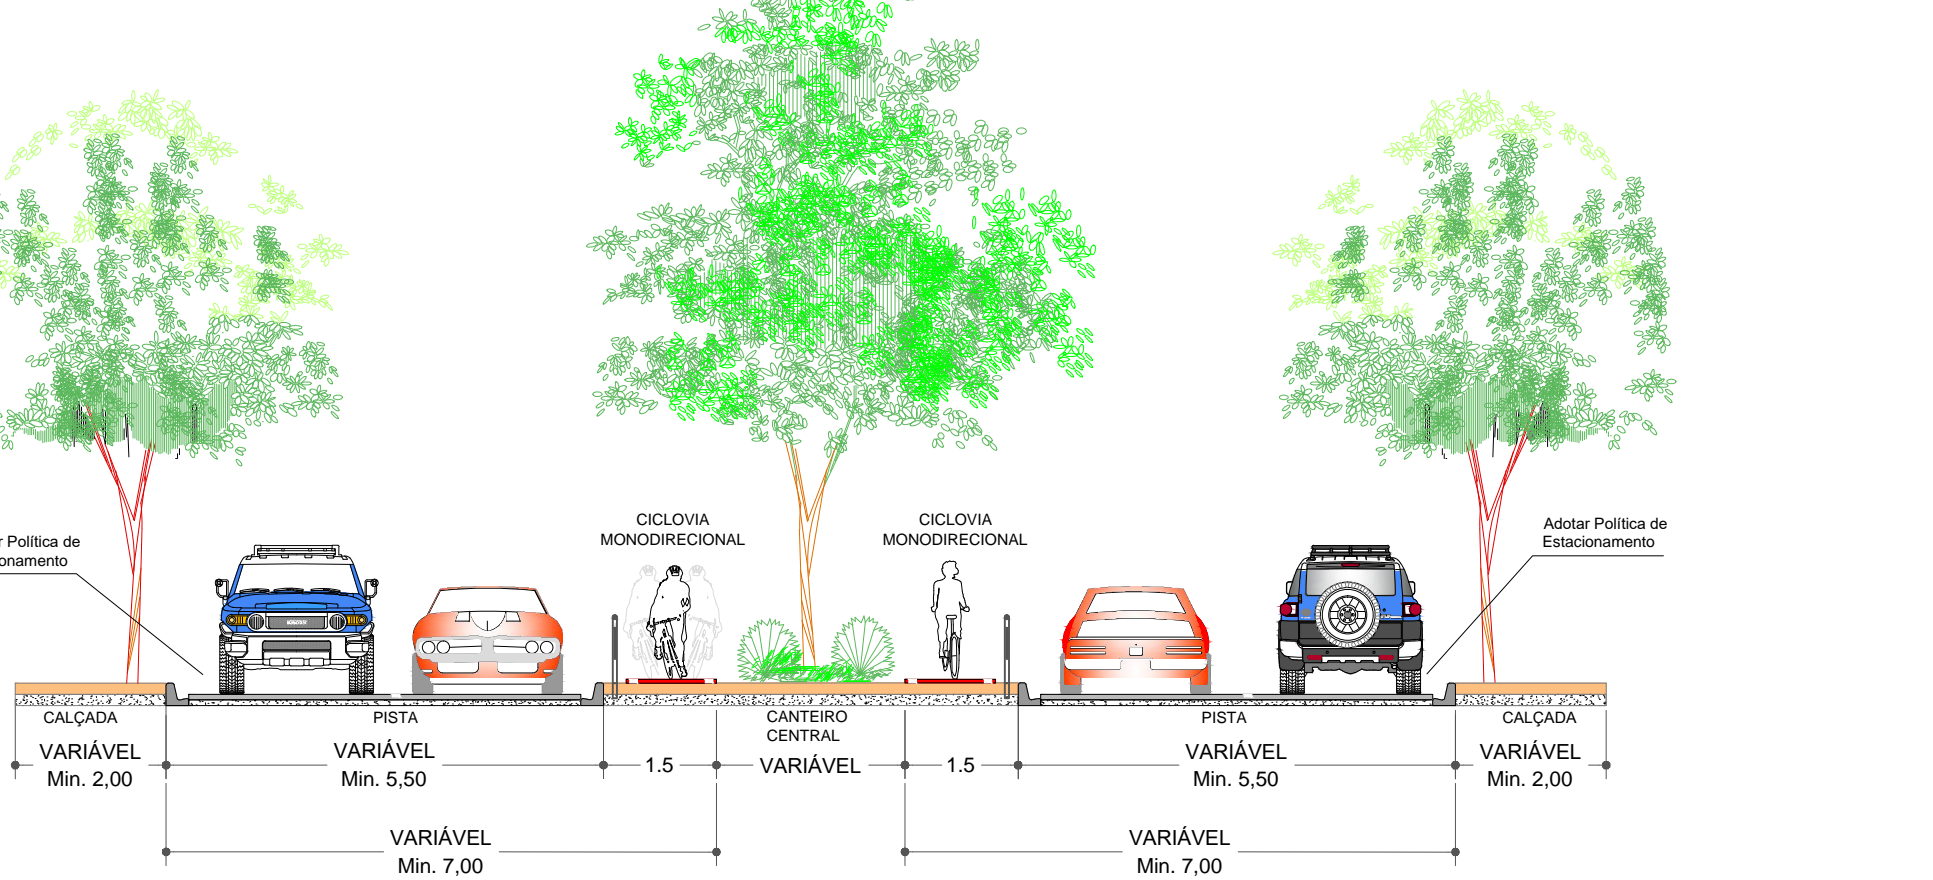 CICLOVIA
MONODIRECIONAL
CICLOVIA
MONODIRECIONAL
Adotar Política de
Estacionamento
r Política de
onamento
CALÇADA
PISTA
CANTEIRO
CENTRAL
PISTA
CALÇADA
VARIÁVEL
Min. 2,00
VARIÁVEL
Min. 5,50
1.5
VARIÁVEL
1.5
VARIÁVEL
Min. 5,50
VARIÁVEL
Min. 2,00
VARIÁVEL
Min. 7,00
VARIÁVEL
Min. 7,00